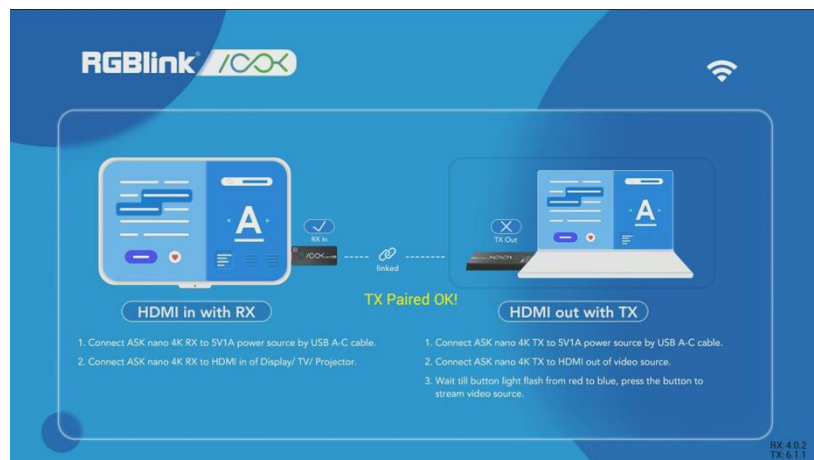 RGBlink® ASK
RX In
TX Out
A
A
ASK
linked
TX Paired OK!
HDMI in with RX
HDMI out with TX
1. Connect ASK nano 4K RX to 5V1A power source by USB A-C cable.
2. Connect ASK nano 4K RX to HDMI in of Display/ TV/ Projector.
1. Connect ASK nano 4K TX to 5V1A power source by USB A-C cable.
2. Connect ASK nano 4K TX to HDMI out of video source.
3. Wait till button light flash from red to blue, press the button to
stream video source.
RX: 4.0.2
TX: 6.1.1